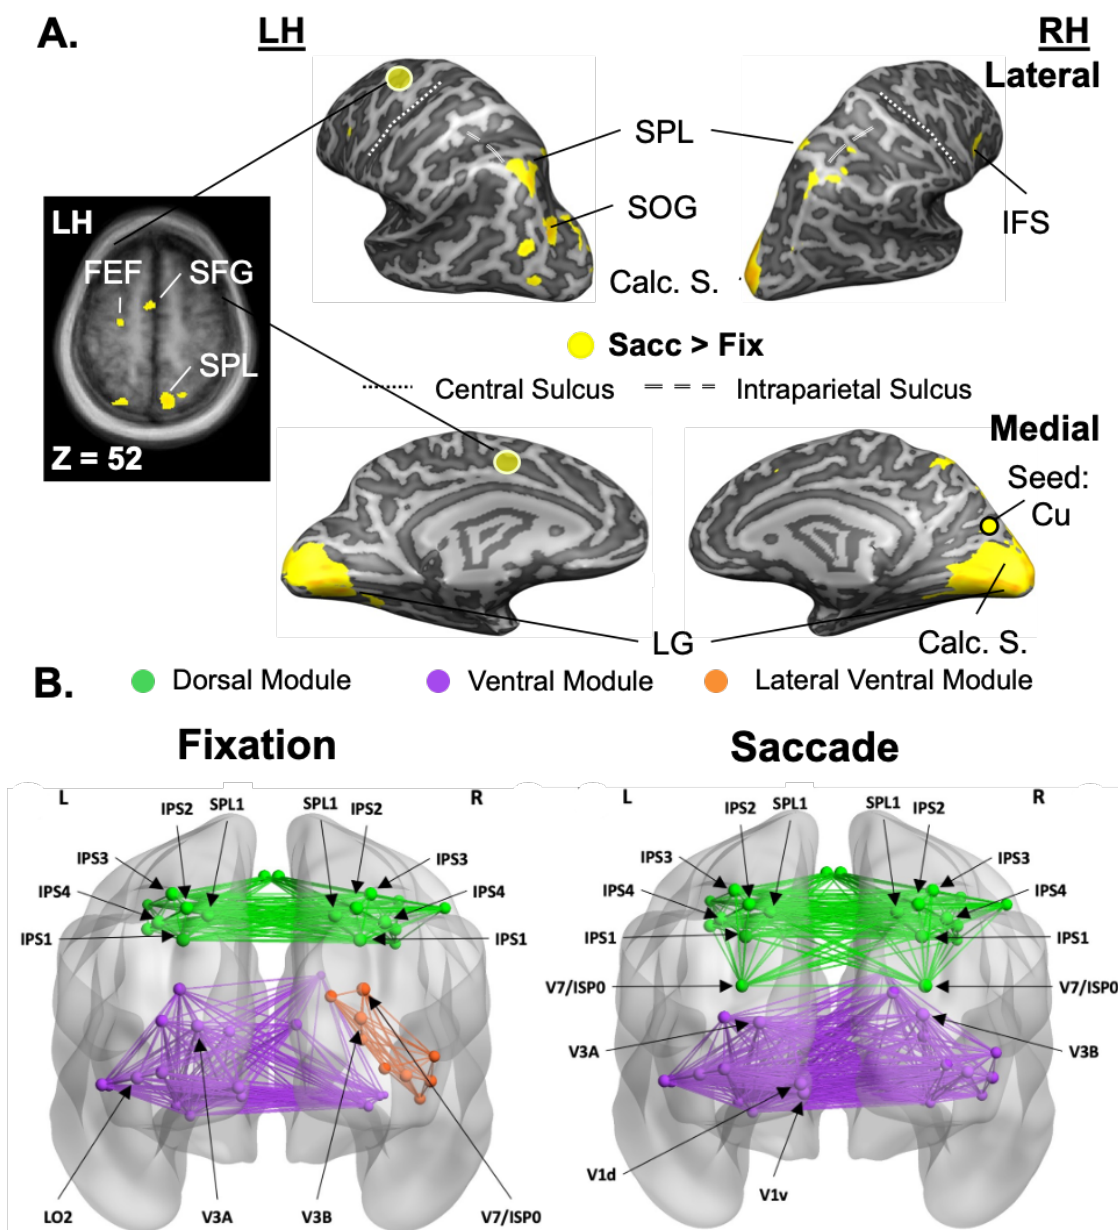 A.
LH
RH
Lateral
SPL
SOG
IFS
Calc. S.
LH
FEF
SFG
SPL
Z = 52
Sacc > Fix
Central Sulcus
Intraparietal Sulcus
Medial
Seed:
Cu
LG
Calc. S.
B.
Dorsal Module
Ventral Module
Lateral Ventral Module
Fixation
Saccade
L
IPS2
SPL1
SPL1
IPS2
R
IPS3
IPS3
IPS4
IPS4
IPS1
IPS1
LO2
V3A
V3B
V7/ISP0
L
IPS2
SPL1
SPL1
IPS2
R
IPS3
IPS3
IPS4
IPS4
IPS1
IPS1
V7/ISP0
V7/ISP0
V3A
V3B
V1d
V1v